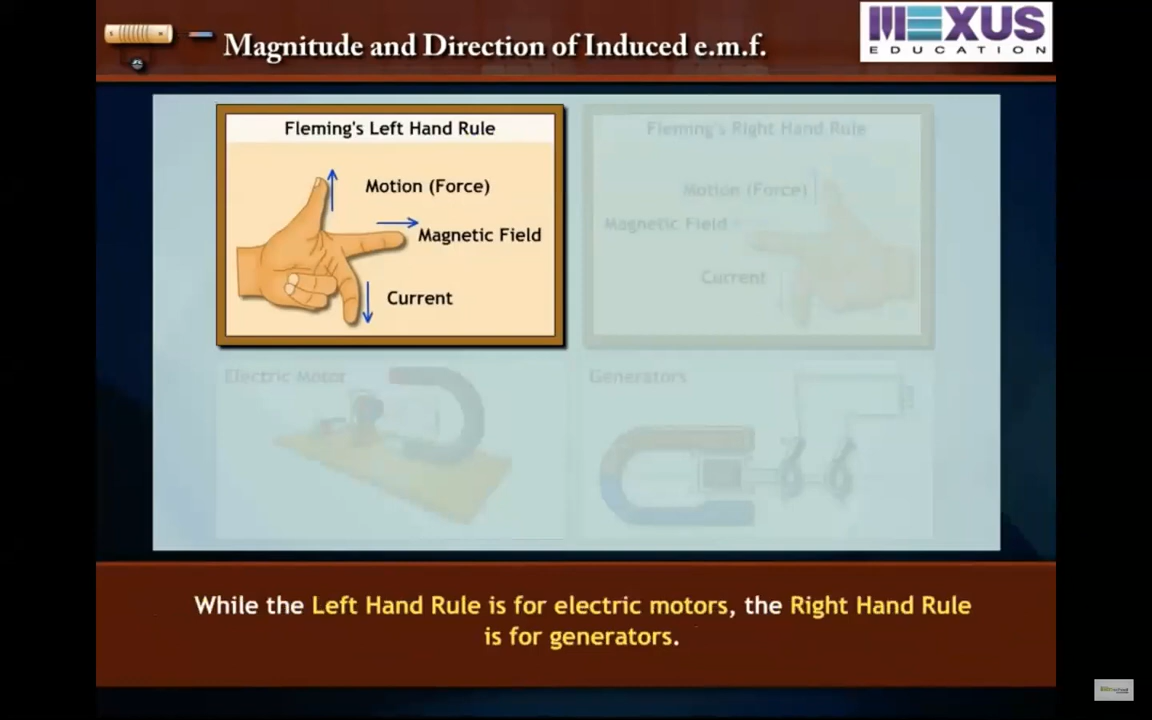 Magnitude and Direction of Induced e.m.f.
MEXUS
EDUCATION
Fleming's Left Hand Rule
Motion (Force)
Magnetic Field
Current
Fleming's Right Hand Rule
Motion (Force)
Magnetic Field
Current
Electric Motor
Generators
While the Left Hand Rule is for electric motors, the Right Hand Rule
is for generators.